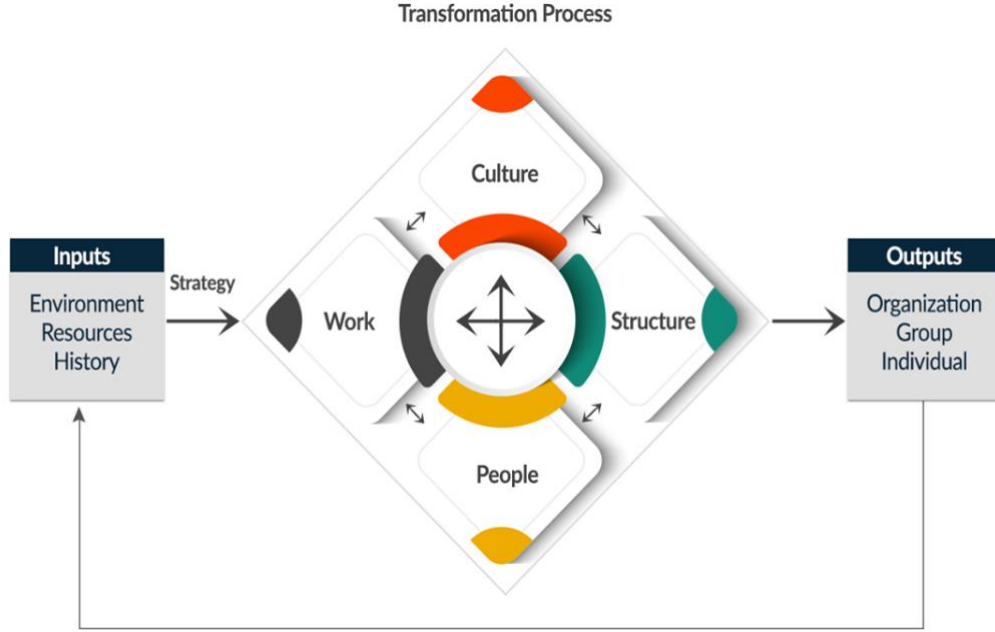 Transformation Process
Culture
Inputs
Environment
Resources
History
Strategy
Work
Structure
Outputs
Organization
Group
Individual
People